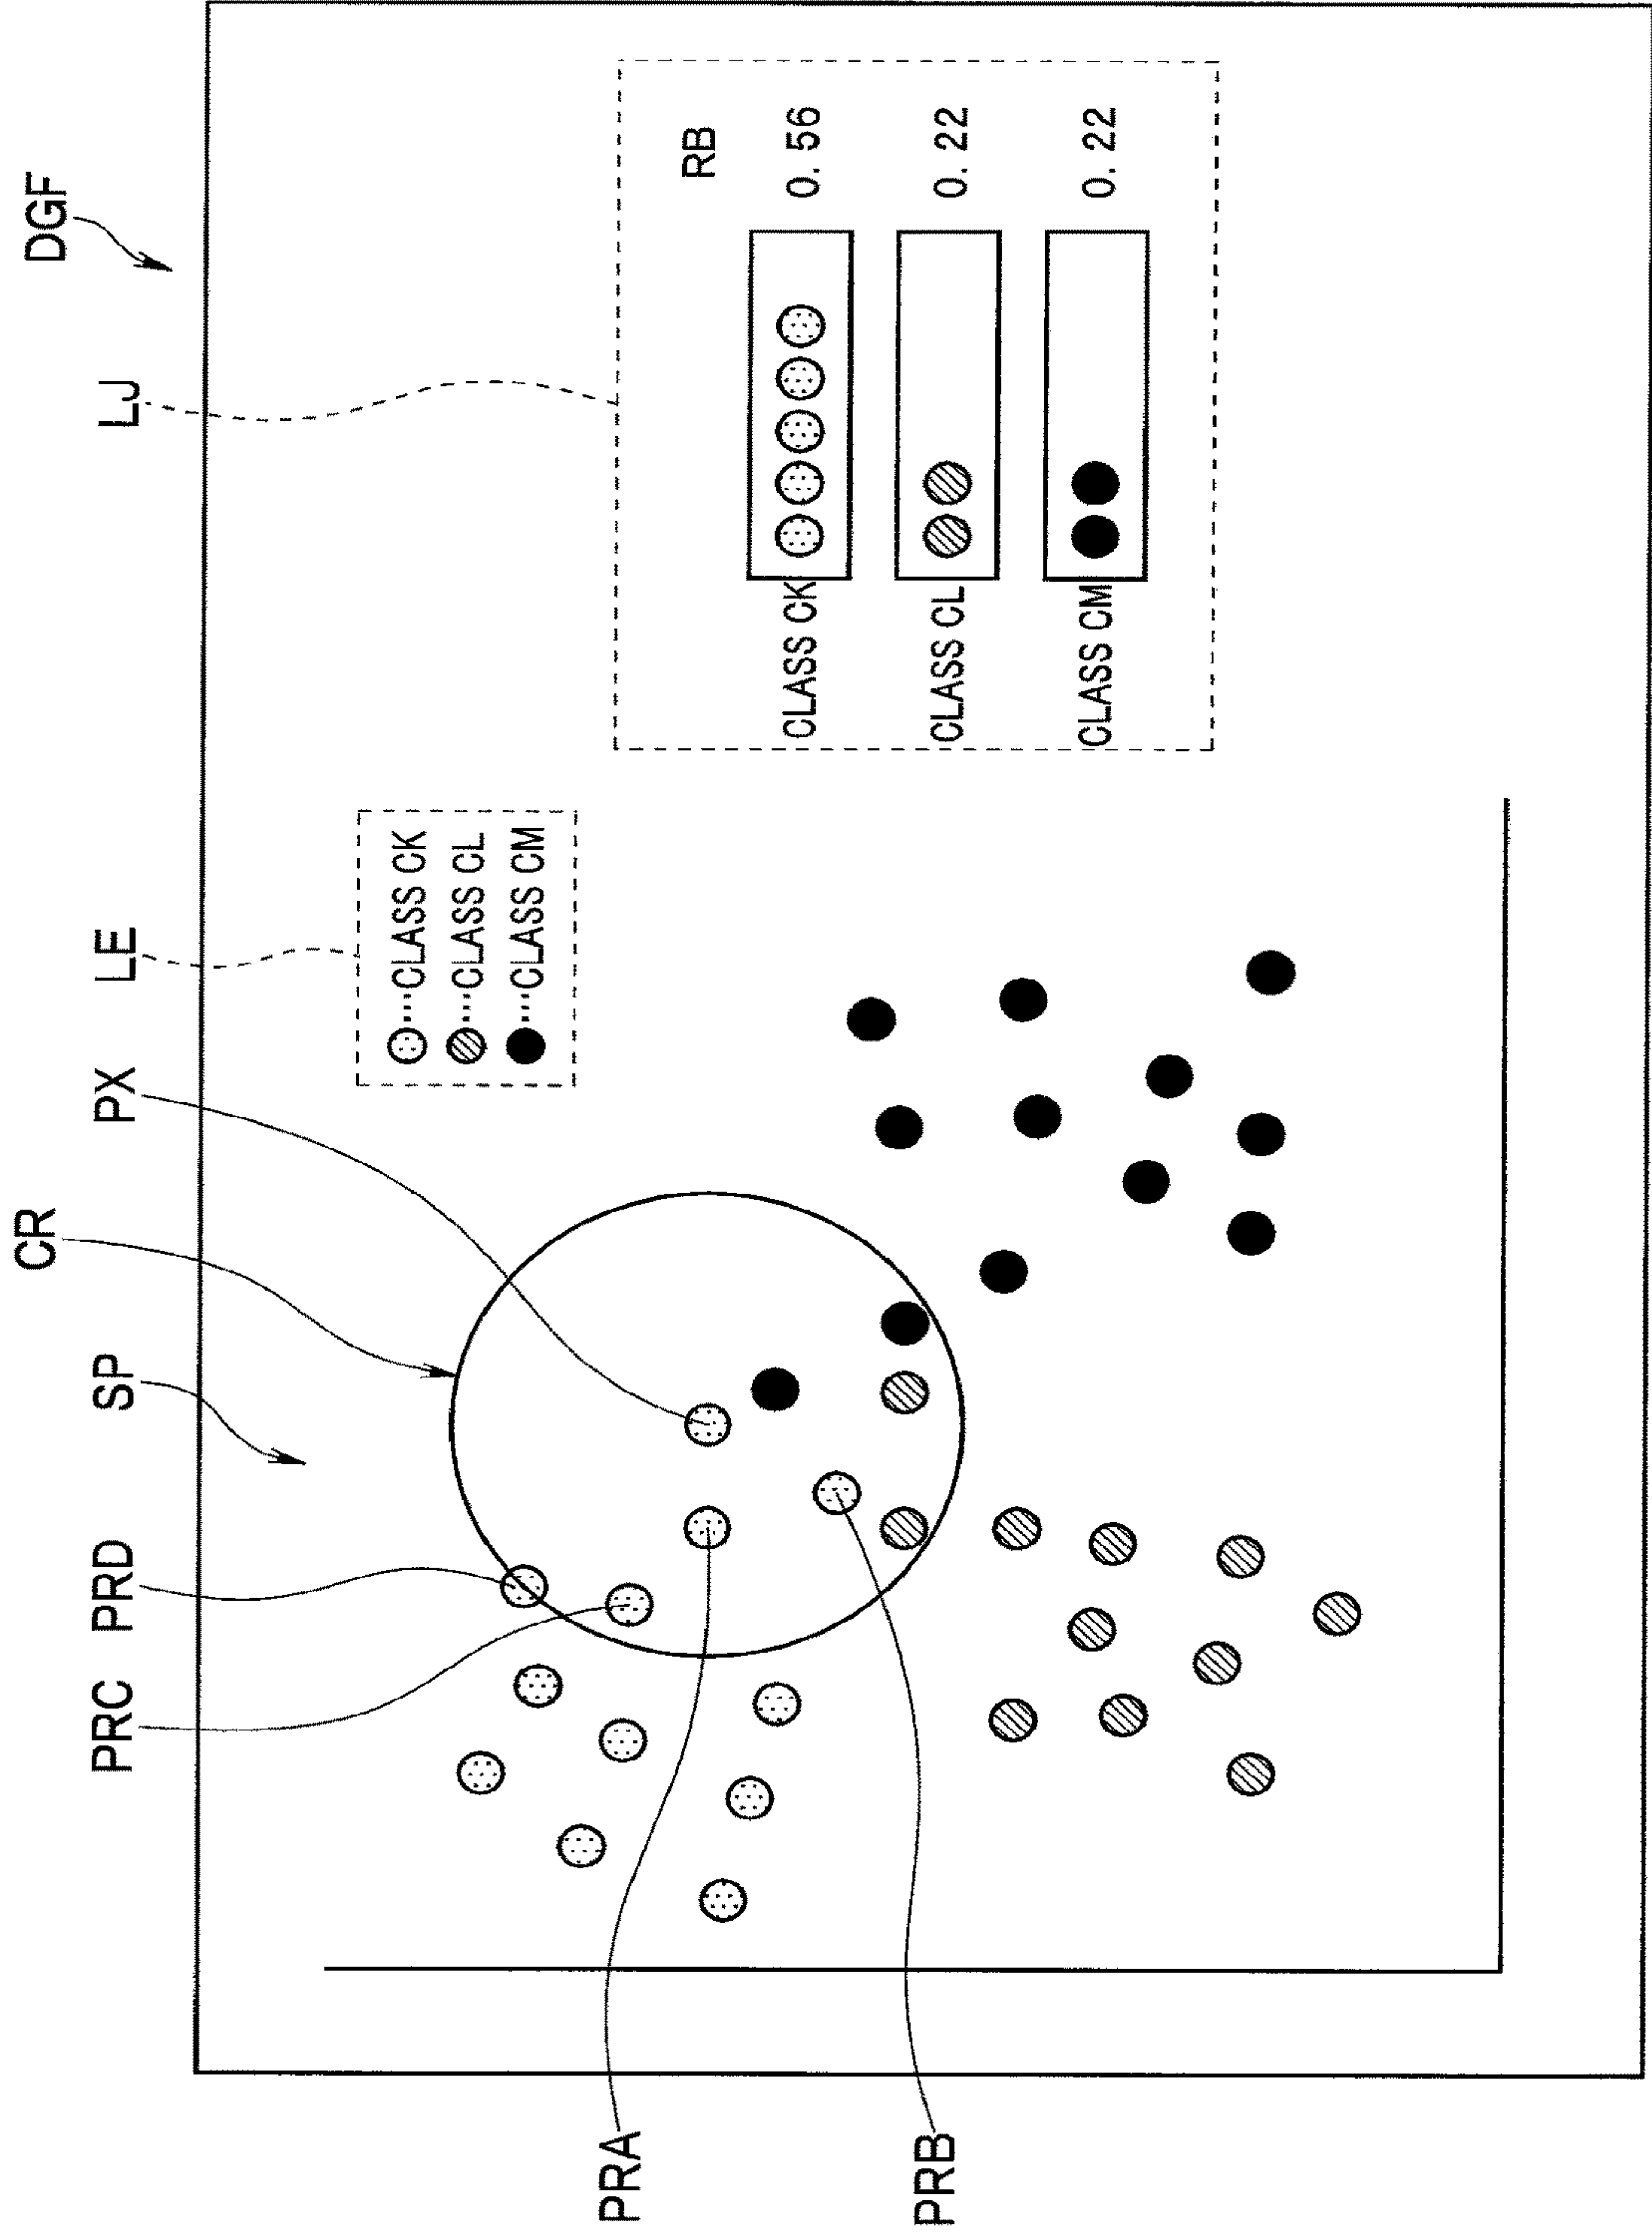 DGF
LJ
LE
PX
CR
SP
PRD
PRC
PRA
PRB
…CLASS CK
…CLASS CL
…CLASS CM
RB
CLASS CK 0.56
CLASS CL 0.22
CLASS CM 0.22